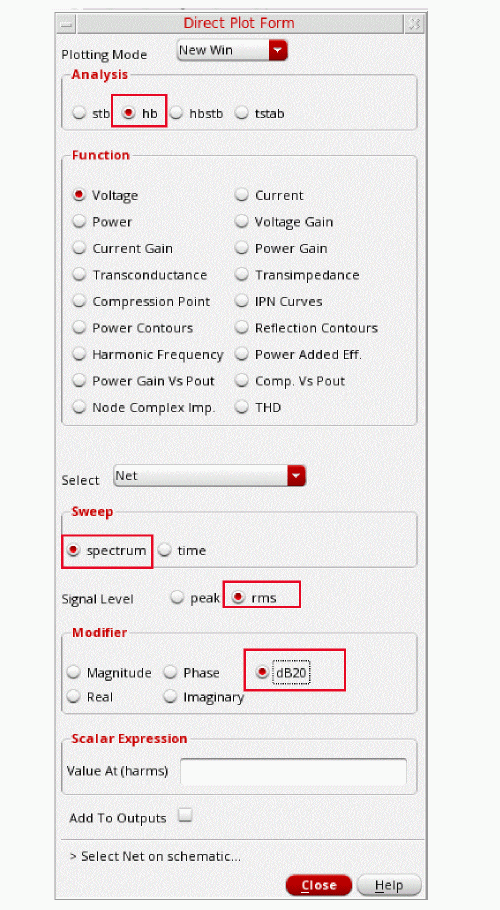 Direct Plot Form
Plotting Mode New Win
Analysis
stb hb hbstb tstab
Function
Voltage Current
Power Voltage Gain
Current Gain Power Gain
Transconductance Transimpedance
Compression Point IPN Curves
Power Contours Reflection Contours
Harmonic Frequency Power Added Eff.
Power Gain Vs Pout Comp. Vs Pout
Node Complex Imp. THD
Select Net
Sweep
spectrum time
Signal Level peak rms
Modifier
Magnitude Phase dB20
Real Imaginary
Scalar Expression
Value At (harms)
Add To Outputs
> Select Net on schematic...
Close Help